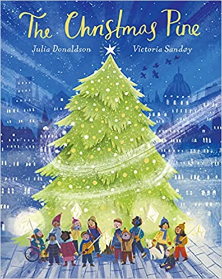 The Christmas Pine
Julia Donaldson Victoria Sandøy